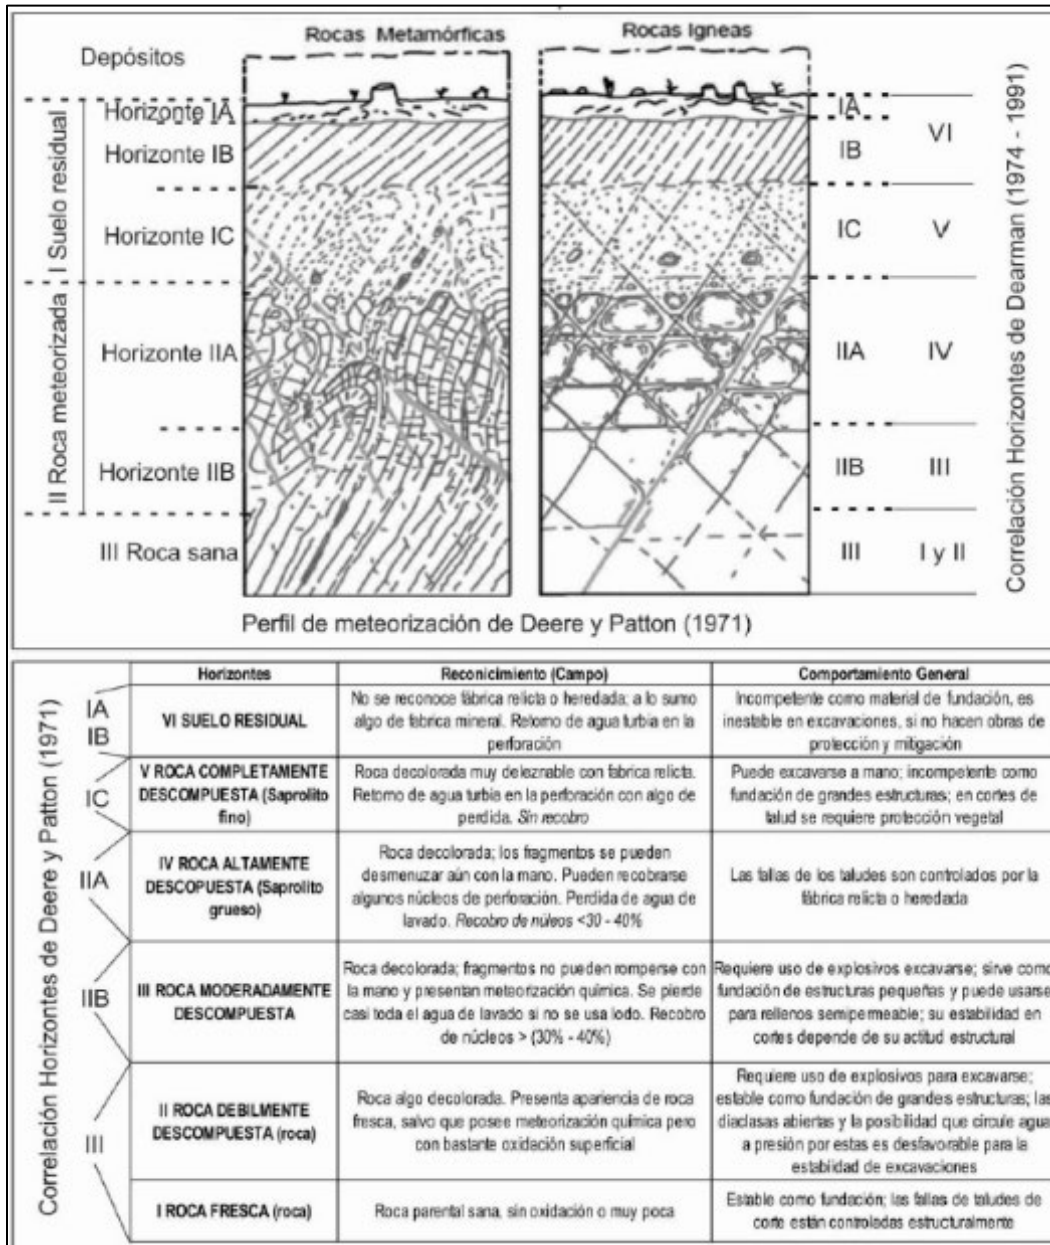 Rocas Metamórficas
Rocas Igneas
Depósitos
I Suelo residual
II Roca meteorizada
Horizonte IA
Horizonte IB
Horizonte IC
Horizonte IIA
Horizonte IIB
III Roca sana
IA
IB
IC
IIA
IIB
III
VI
V
IV
III
I y II
Correlación Horizontes de Dearman (1974 - 1991)
Perfil de meteorización de Deere y Patton (1971)
Correlación Horizontes de Deere y Patton (1971)
Horizontes
Reconicimiento (Campo)
Comportamiento General
IA
IB
VI SUELO RESIDUAL
No se reconoce fábrica relicta o heredada; a lo sumo
algo de fabrica mineral. Retorno de agua turbia en la
perforación
Incompetente como material de fundación, es
inestable en excavaciones, si no hacen obras de
protección y mitigación
IC
V ROCA COMPLETAMENTE
DESCOMPUESTA (Saprolito
fino)
Roca decolorada muy deleznable con fabrica relicta.
Retorno de agua turbia en la perforación con algo de
perdida. Sin recobro
Puede excavarse a mano; incompetente como
fundación de grandes estructuras; en cortes de
talud se requiere protección vegetal
IIA
IV ROCA ALTAMENTE
DESCOPUESTA (Saprolito
grueso)
Roca decolorada; los fragmentos se pueden
desmenuzar aún con la mano. Pueden recobrarse
algunos núcleos de perforación. Perdida de agua de
lavado. Recobro de núleos <30 - 40%
Las fallas de los taludes son controlados por la
fábrica relicta o heredada
IIB
III ROCA MODERADAMENTE
DESCOMPUESTA
Roca decolorada; fragmentos no pueden romperse con
la mano y presentan meteorización química. Se pierde
casi toda el agua de lavado si no se usa lodo. Recobro
de núcleos > (30% - 40%)
Requiere uso de explosivos excavarse; sirve como
fundación de estructuras pequeñas y puede usarse
para rellenos semipermeable; su estabilidad en
cortes depende de su actitud estructural
III
II ROCA DEBILMENTE
DESCOMPUESTA (roca)
Roca algo decolorada. Presenta apariencia de roca
fresca, salvo que posee meteorización química pero
con bastante oxidación superficial
Requiere uso de explosivos para excavarse;
estable como fundación de grandes estructuras; las
diaclasas abiertas y la posibilidad que circule agua
a presión por estas es desfavorable para la
estabiidad de excavaciones
I ROCA FRESCA (roca)
Roca parental sana, sin oxidación o muy poca
Estable como fundación; las fallas de taludes de
corte están controladas estructuralmente